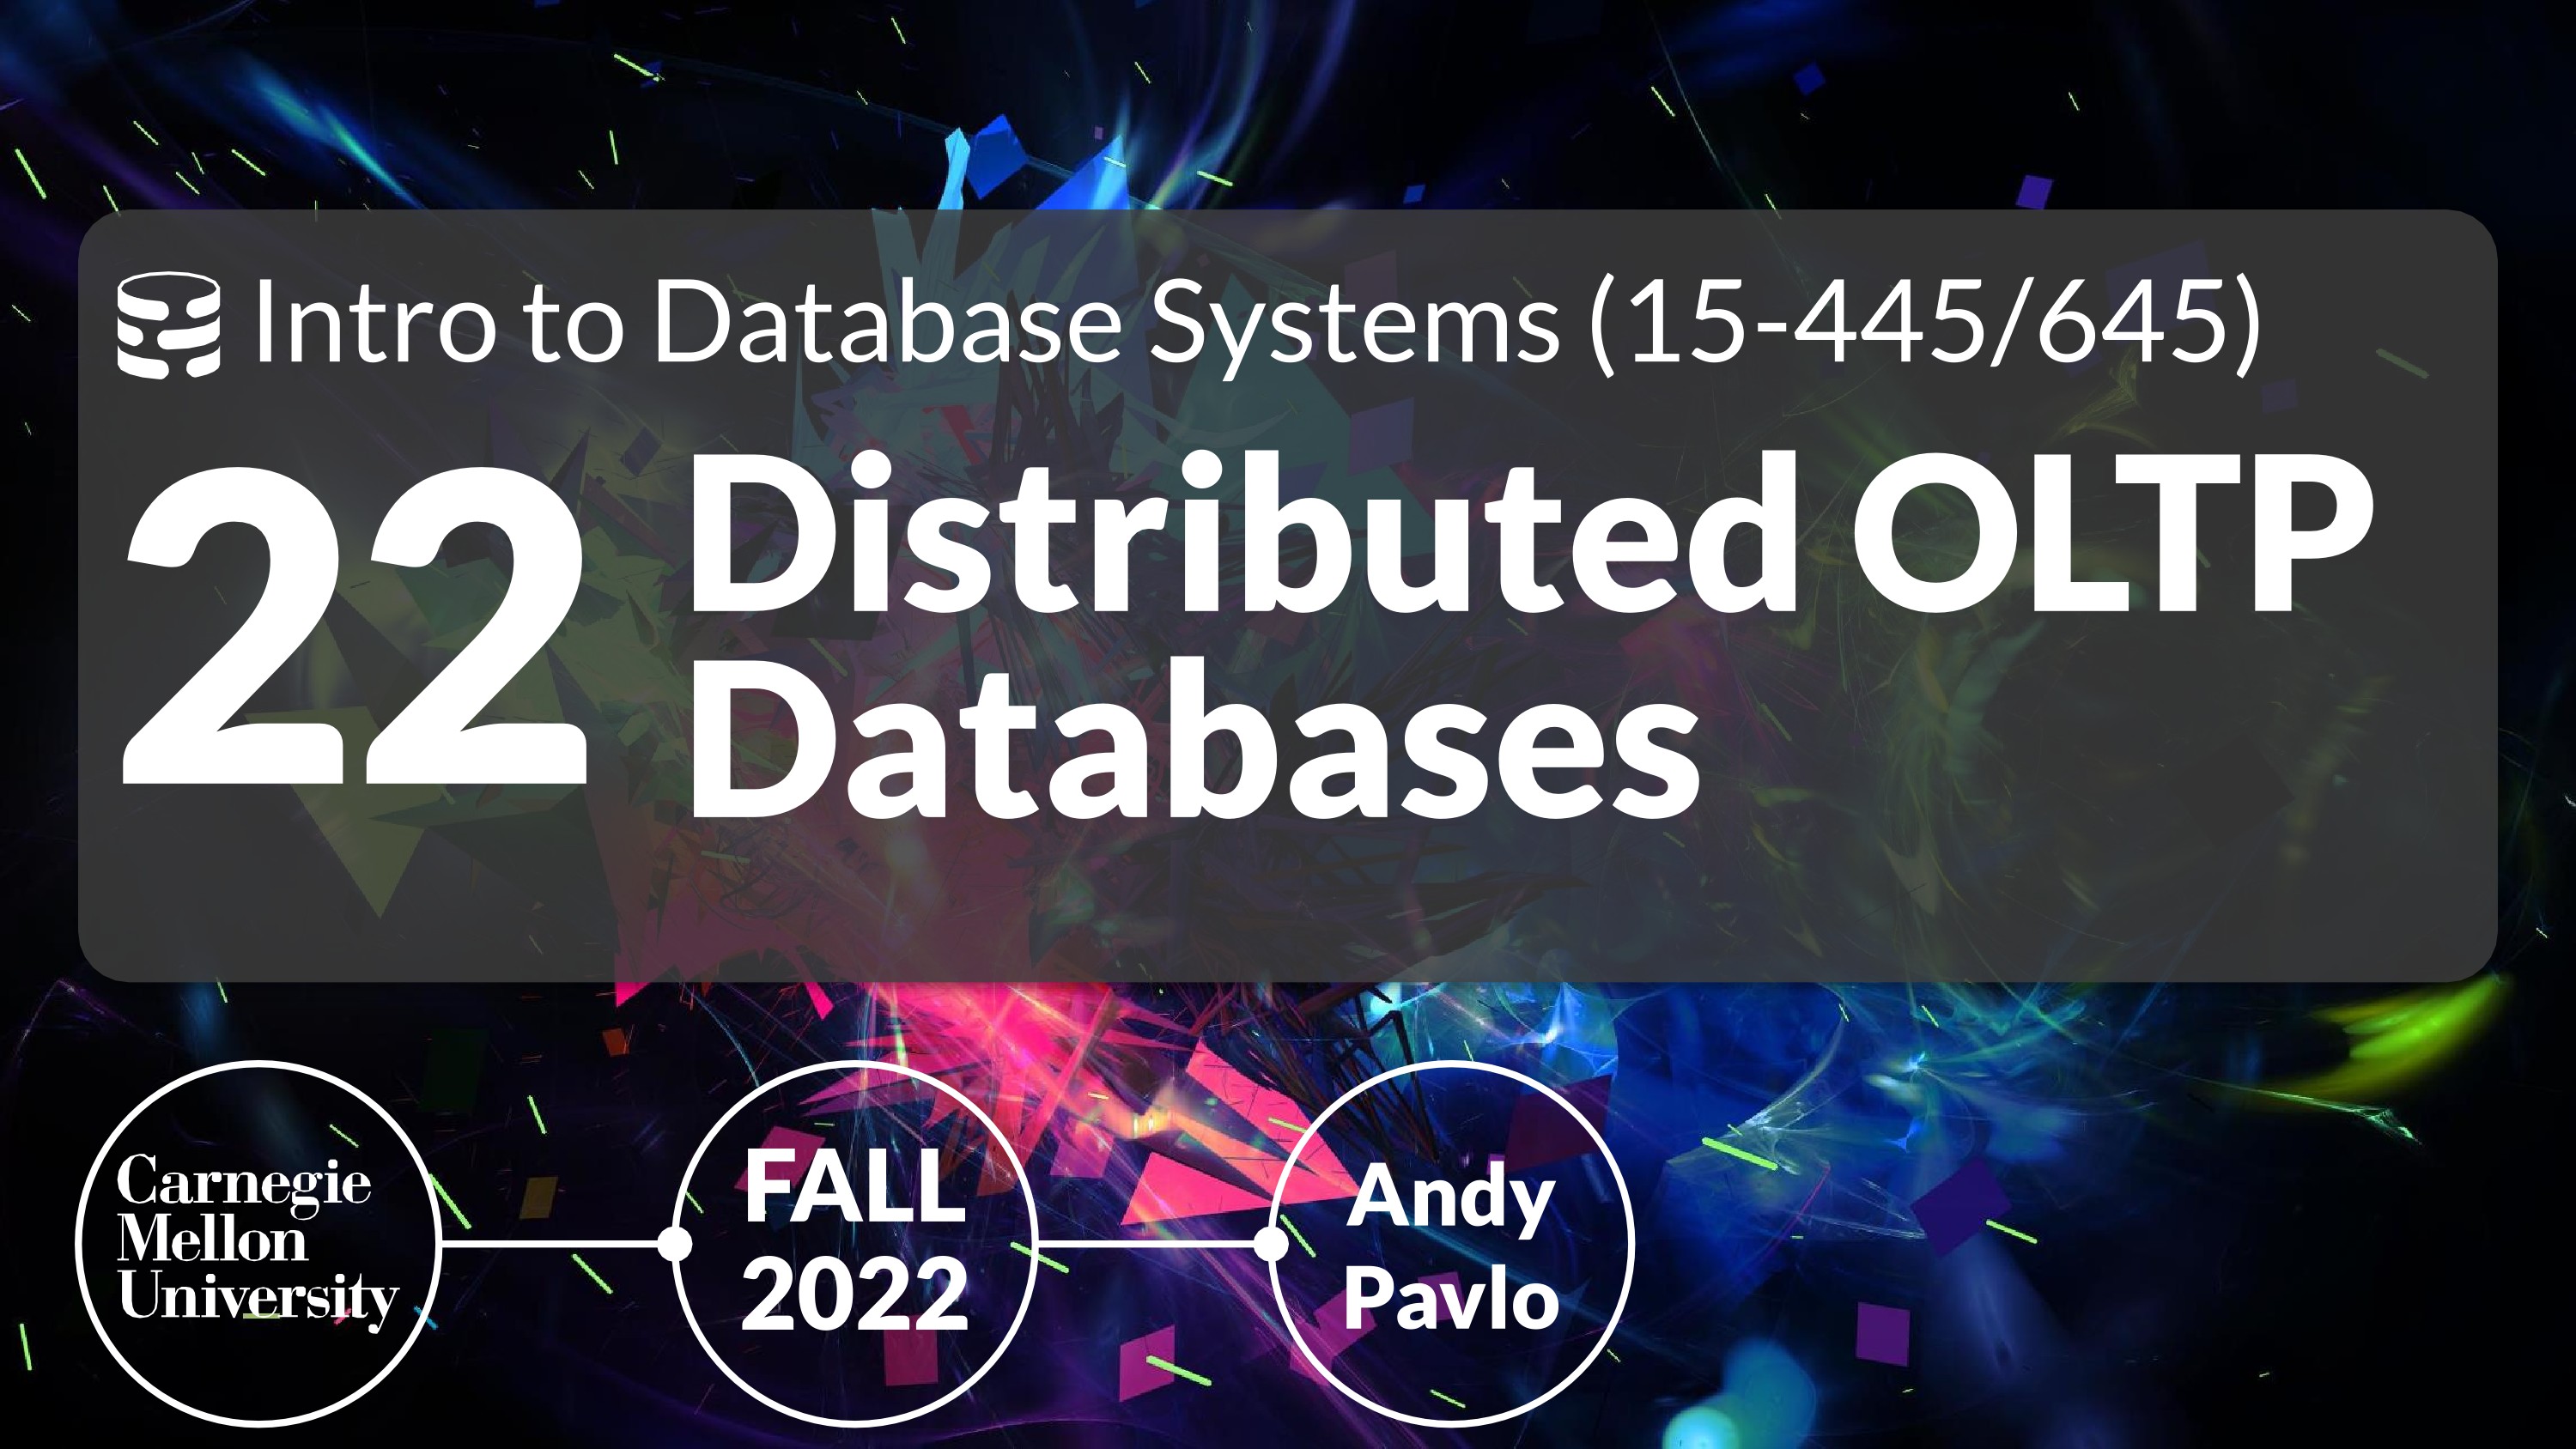 Intro to Database Systems (15-445/645)
22
Distributed OLTP
Databases
Carnegie
Mellon
University
FALL
2022
Andy
Pavlo